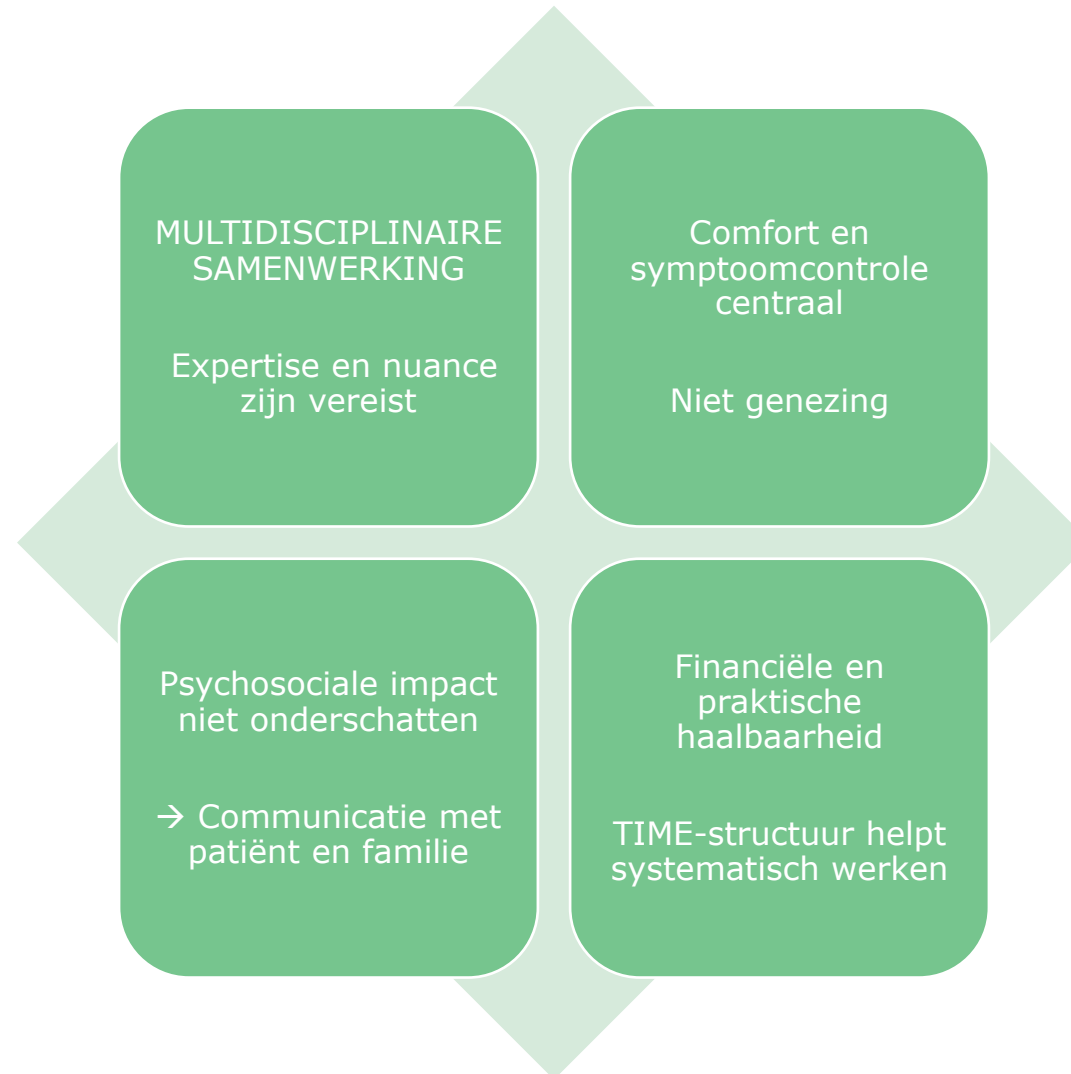 MULTIDISCIPLINAIRE
SAMENWERKING
Expertise en nuance
zijn vereist
Comfort en
symptoomcontrole
centraal
Niet genezing
Psychosociale impact
niet onderschatten
→ Communicatie met
patiënt en familie
Financiële en
praktische
haalbaarheid
TIME-structuur helpt
systematisch werken